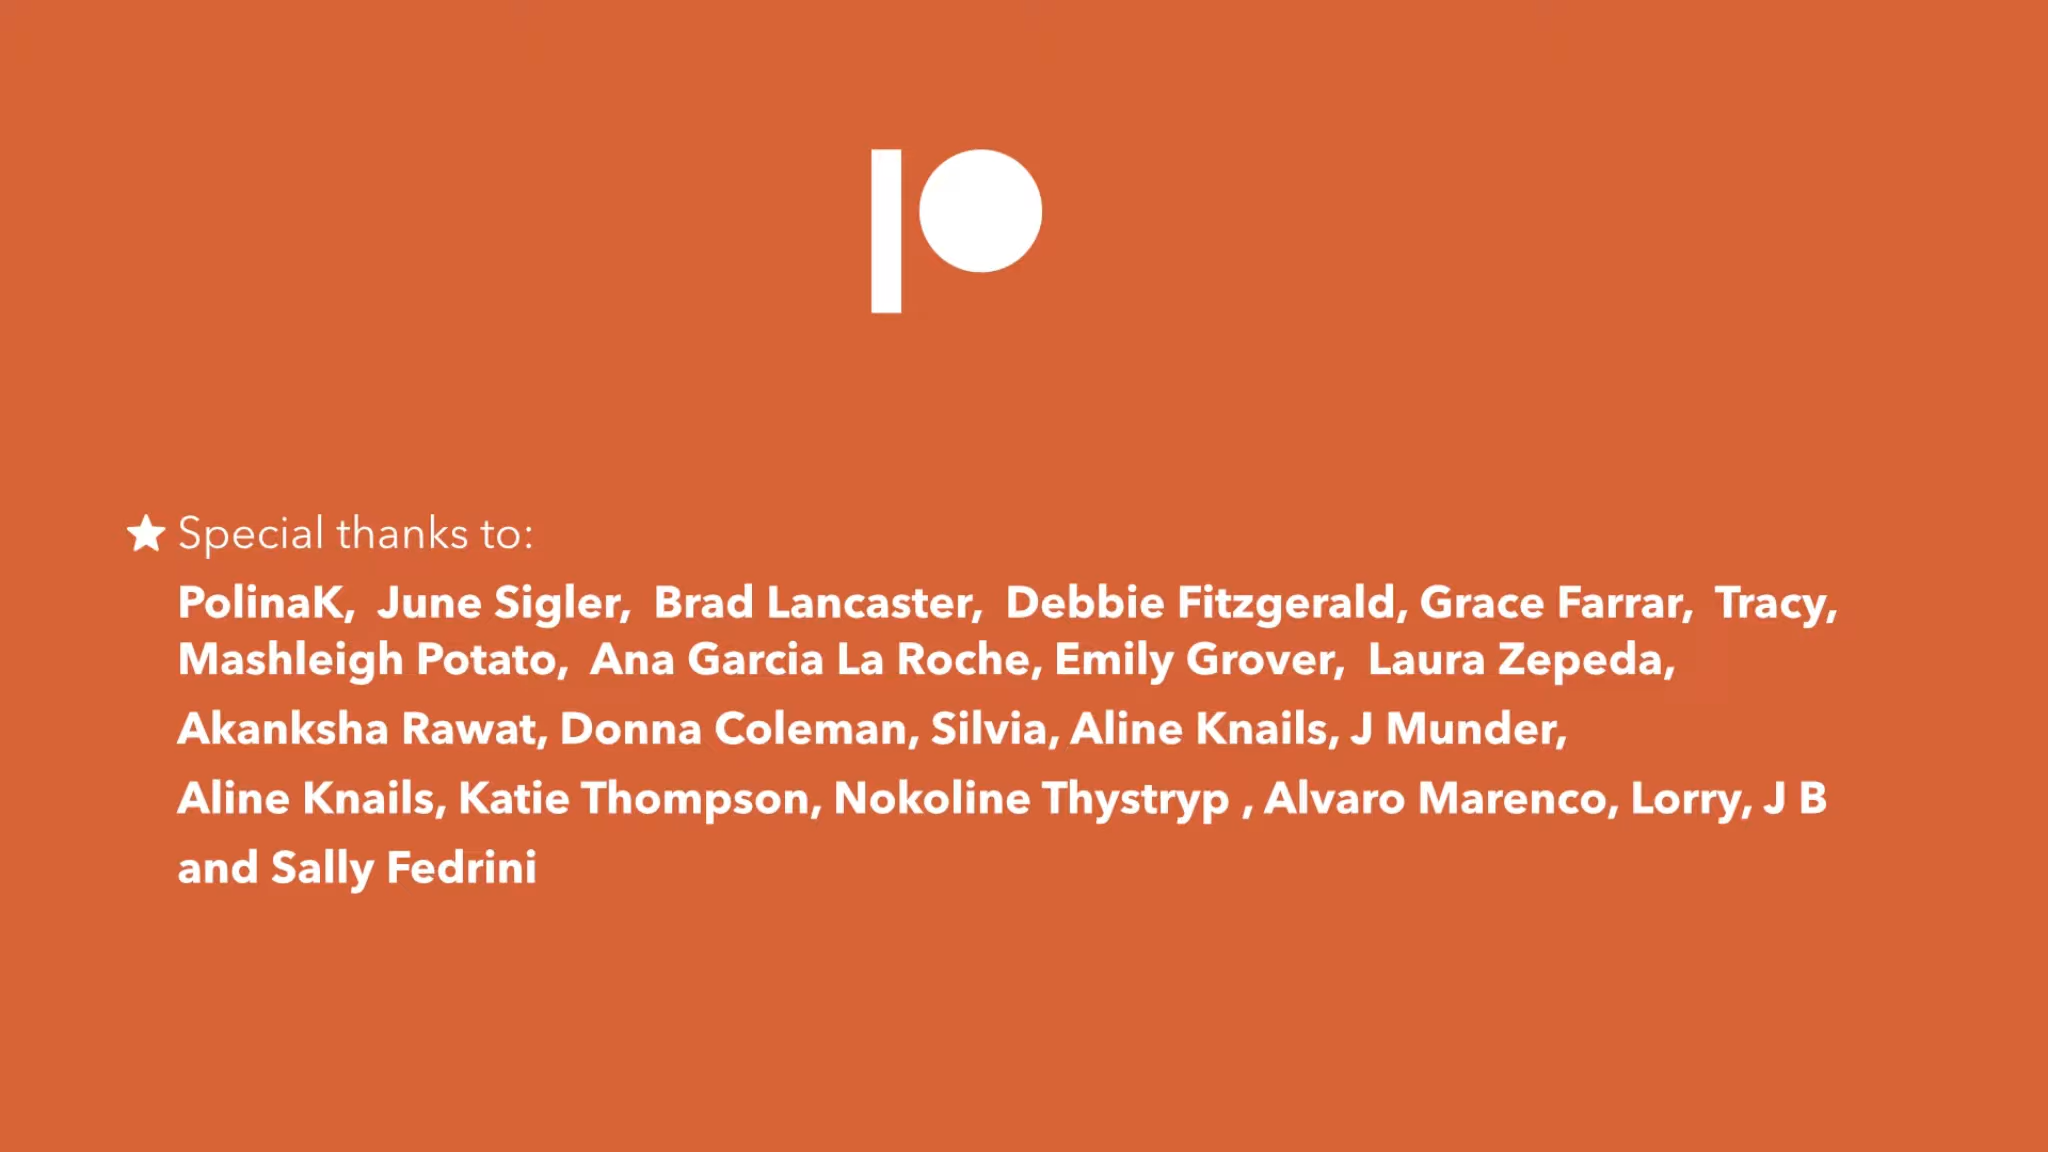 Special thanks to:
PolinaK, June Sigler, Brad Lancaster, Debbie Fitzgerald, Grace Farrar, Tracy,
Mashleigh Potato, Ana Garcia La Roche, Emily Grover, Laura Zepeda,
Akanksha Rawat, Donna Coleman, Silvia, Aline Knails, J Munder,
Aline Knails, Katie Thompson, Nokoline Thystryp , Alvaro Marenco, Lorry, J B
and Sally Fedrini